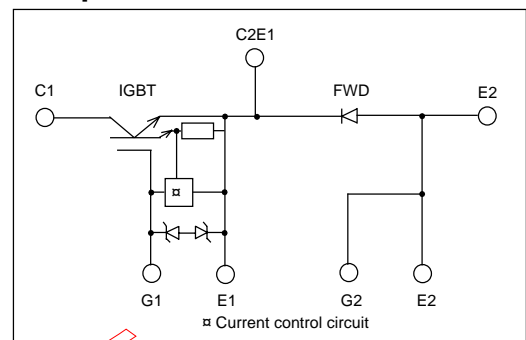 C2E1
C1 IGBT FWD E2
¤
G1 E1 G2 E2
¤ Current control circuit